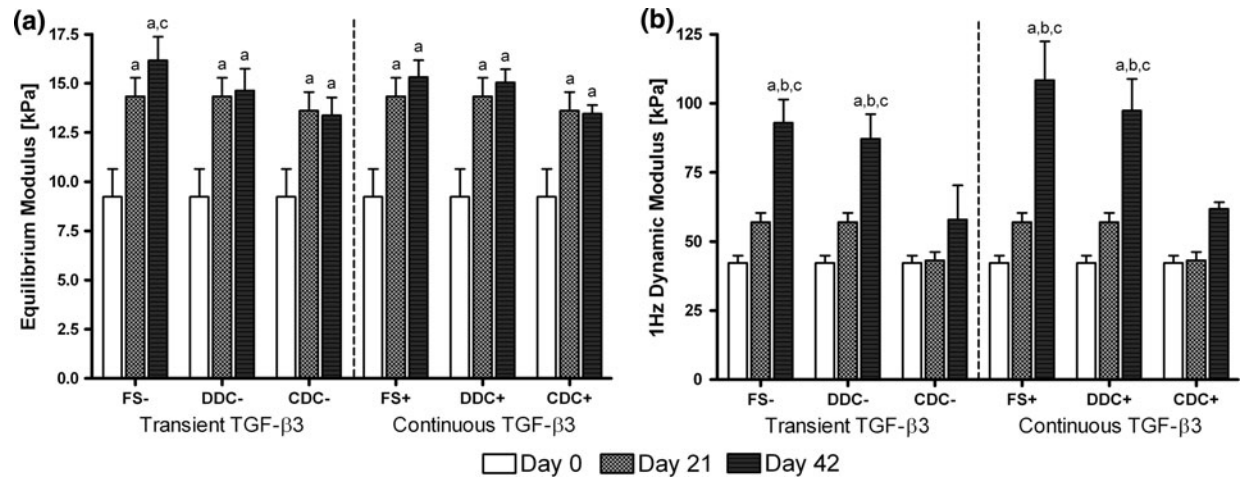 (a)
Equilibrium Modulus [kPa]
17.5
15.0
12.5
10.0
7.5
5.0
2.5
0.0
a
a,c
a
a
a
a
a
a
a
a
a
a
FS-
DDC-
CDC-
FS+
DDC+
CDC+
Transient TGF-β3
Continuous TGF-β3
(b)
1Hz Dynamic Modulus [kPa]
125
100
75
50
25
0
a,b,c
a,b,c
a,b,c
a,b,c
FS-
DDC-
CDC-
FS+
DDC+
CDC+
Transient TGF-β3
Continuous TGF-β3
Day 0
Day 21
Day 42